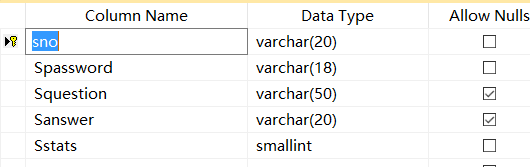 Column Name Data Type Allow Nulls
sno varchar(20)
Spassword varchar(18)
Squestion varchar(50)
Sanswer varchar(20)
Sstats smallint